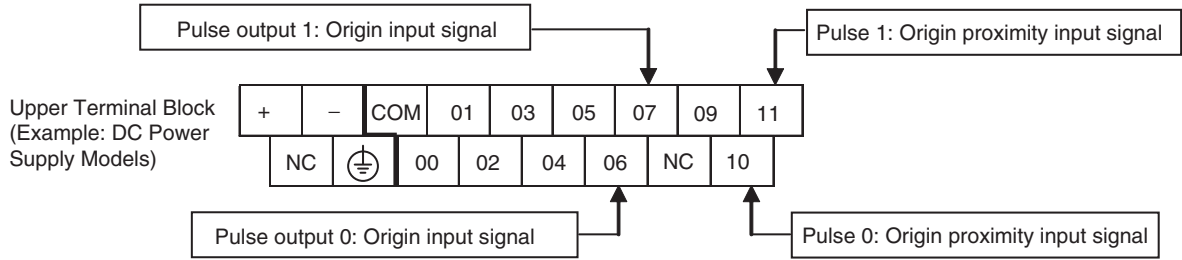 Pulse output 1: Origin input signal
Pulse 1: Origin proximity input signal
Upper Terminal Block
(Example: DC Power
Supply Models)
+ − COM 01 03 05 07 09 11
NC 00 02 04 06 NC 10
Pulse output 0: Origin input signal
Pulse 0: Origin proximity input signal